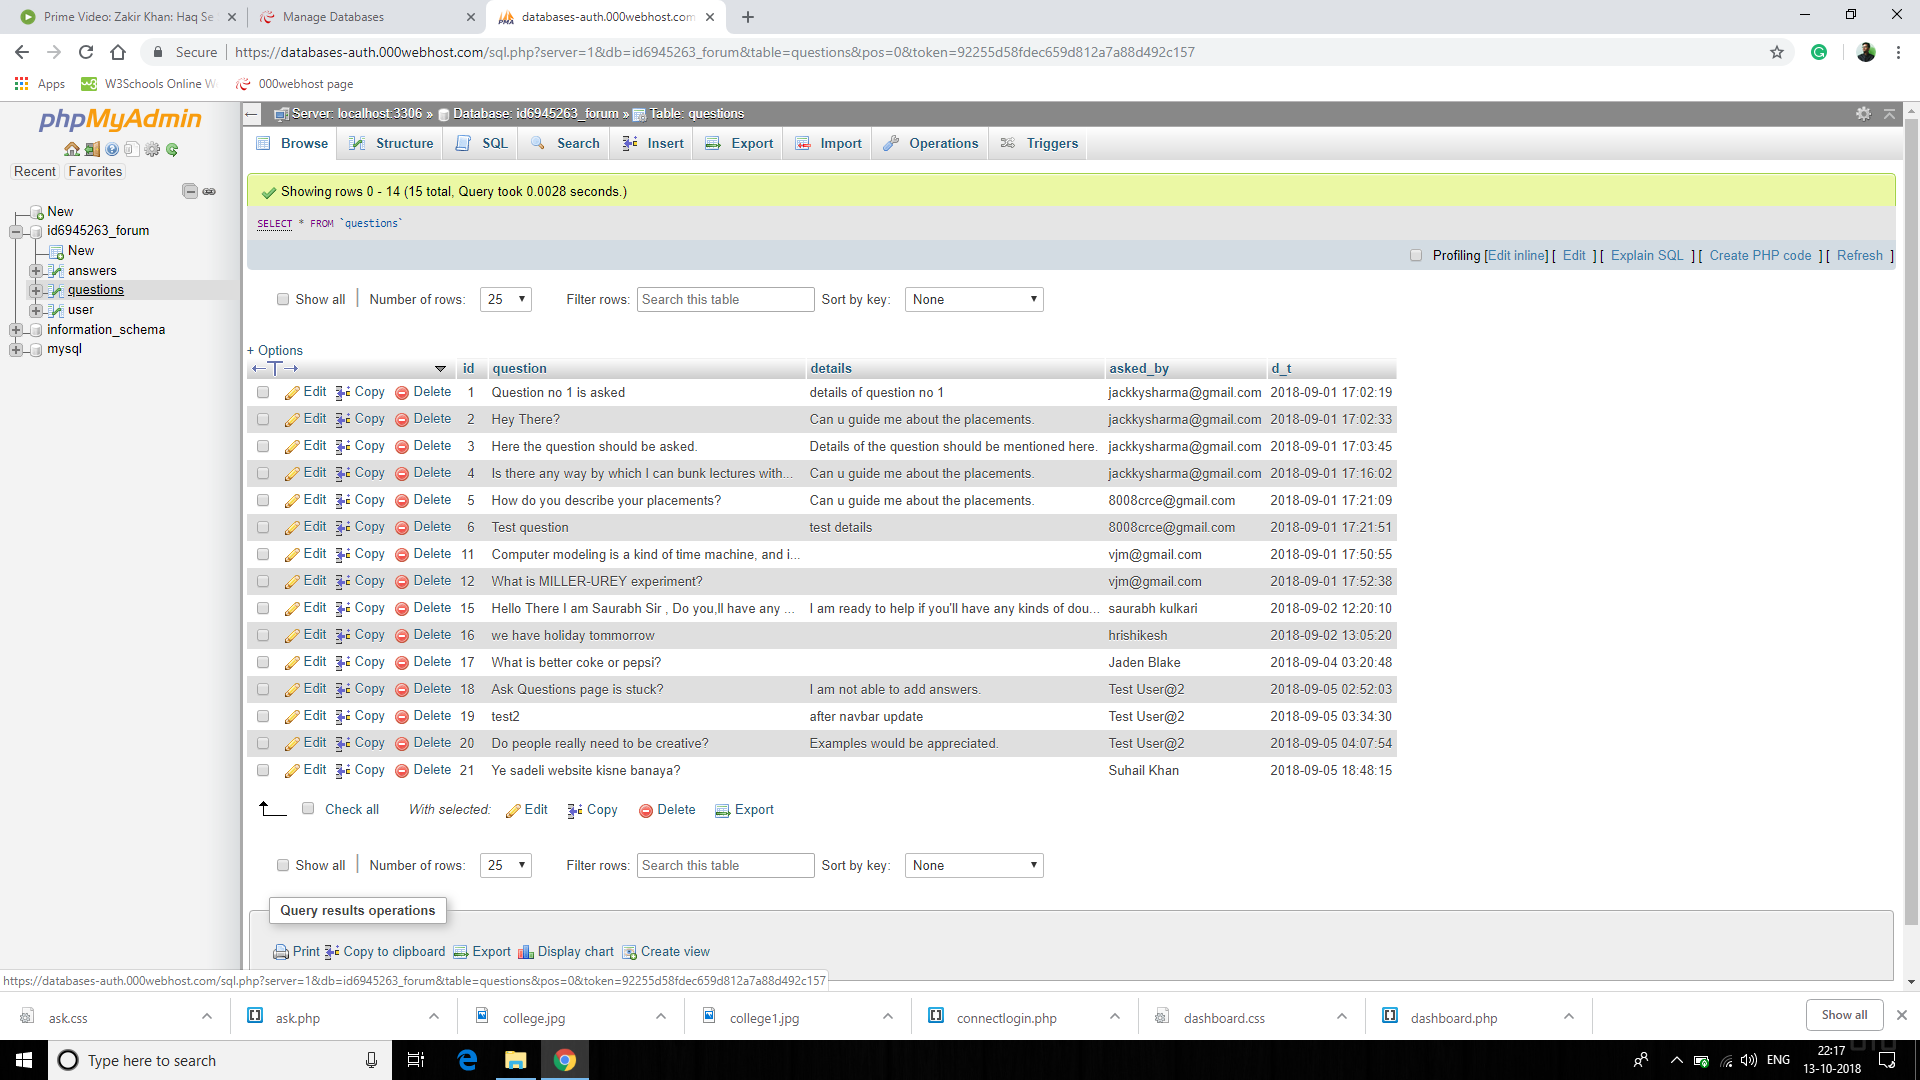 Prime Video: Zakir Khan: Haq Se
Manage Databases
databases-auth.000webhost.com
Secure https://databases-auth.000webhost.com/sql.php?server=1&db=id6945263_forum&table=questions&pos=0&token=92255d58fdec659d812a7a88d492c157
Apps W3Schools Online W 000webhost page
phpMyAdmin
Recent Favorites
New
id6945263_forum
New
answers
questions
user
information_schema
mysql
Server: localhost:3306 » Database: id6945263_forum » Table: questions
Browse Structure SQL Search Insert Export Import Operations Triggers
Showing rows 0 - 14 (15 total, Query took 0.0028 seconds.)
SELECT * FROM `questions`
Profiling [Edit inline] [ Edit ] [ Explain SQL ] [ Create PHP code ] [ Refresh ]
Show all Number of rows: 25 Filter rows: Search this table Sort by key: None
+ Options
id question details asked_by d_t
Edit Copy Delete 1 Question no 1 is asked details of question no 1 jackkysharma@gmail.com 2018-09-01 17:02:19
Edit Copy Delete 2 Hey There? Can u guide me about the placements. jackkysharma@gmail.com 2018-09-01 17:02:33
Edit Copy Delete 3 Here the question should be asked. Details of the question should be mentioned here. jackkysharma@gmail.com 2018-09-01 17:03:45
Edit Copy Delete 4 Is there any way by which I can bunk lectures with... Can u guide me about the placements. jackkysharma@gmail.com 2018-09-01 17:16:02
Edit Copy Delete 5 How do you describe your placements? Can u guide me about the placements. 8008crce@gmail.com 2018-09-01 17:21:09
Edit Copy Delete 6 Test question test details 8008crce@gmail.com 2018-09-01 17:21:51
Edit Copy Delete 11 Computer modeling is a kind of time machine, and i... vjm@gmail.com 2018-09-01 17:50:55
Edit Copy Delete 12 What is MILLER-UREY experiment? vjm@gmail.com 2018-09-01 17:52:38
Edit Copy Delete 15 Hello There I am Saurabh Sir , Do you,ll have any ... I am ready to help if you'll have any kinds of dou... saurabh kulkari 2018-09-02 12:20:10
Edit Copy Delete 16 we have holiday tommorrow hrishikesh 2018-09-02 13:05:20
Edit Copy Delete 17 What is better coke or pepsi? Jaden Blake 2018-09-04 03:20:48
Edit Copy Delete 18 Ask Questions page is stuck? I am not able to add answers. Test User@2 2018-09-05 02:52:03
Edit Copy Delete 19 test2 after navbar update Test User@2 2018-09-05 03:34:30
Edit Copy Delete 20 Do people really need to be creative? Examples would be appreciated. Test User@2 2018-09-05 04:07:54
Edit Copy Delete 21 Ye sadeli website kisne banaya? Suhail Khan 2018-09-05 18:48:15
Check all With selected: Edit Copy Delete Export
Show all Number of rows: 25 Filter rows: Search this table Sort by key: None
Query results operations
Print Copy to clipboard Export Display chart Create view
https://databases-auth.000webhost.com/sql.php?server=1&db=id6945263_forum&table=questions&pos=0&token=92255d58fdec659d812a7a88d492c157
ask.css ask.php college.jpg college1.jpg connectlogin.php dashboard.css dashboard.php Show all
Type here to search
ENG
22:17
13-10-2018